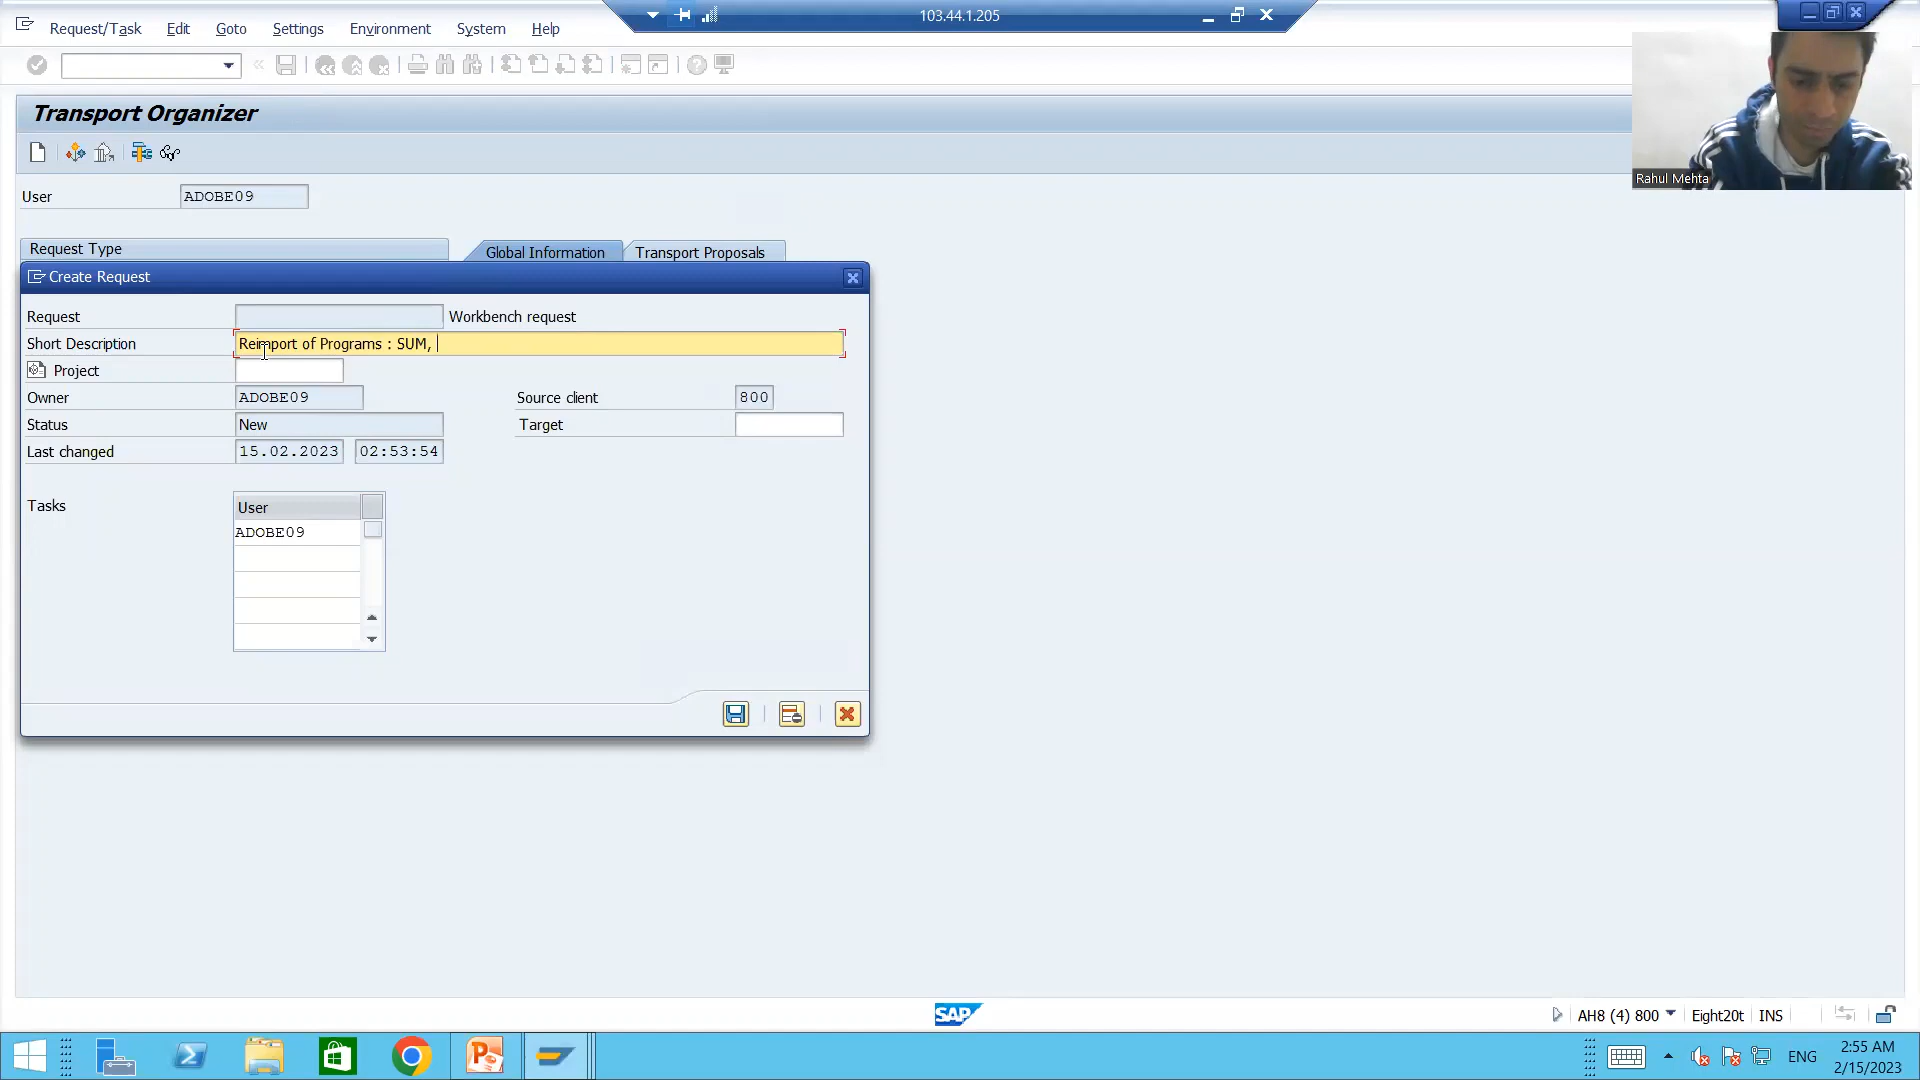 103.44.1.205
Request/Task Edit Goto Settings Environment System Help
Rahul Mehta
Transport Organizer
User ADOBE09
Request Type Global Information Transport Proposals
Create Request
Request Workbench request
Short Description Reimport of Programs : SUM,
Project
Owner ADOBE09 Source client 800
Status New Target
Last changed 15.02.2023 02:53:54
Tasks User
ADOBE09
SAP
AH8 (4) 800 Eight20t INS
ENG 2:55 AM
2/15/2023